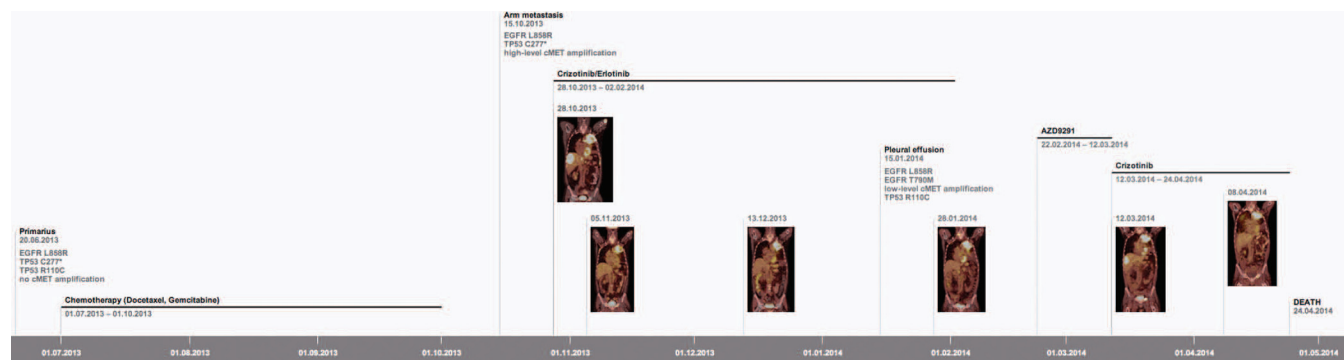 Arm metastasis
15.10.2013
EGFR L858R
TP53 C277*
high-level cMET amplification
Crizotinib/Erlotinib
28.10.2013 – 02.02.2014
28.10.2013
AZD9291
22.02.2014 – 12.03.2014
Pleural effusion
15.01.2014
EGFR L858R
EGFR T790M
low-level cMET amplification
TP53 R110C
Crizotinib
12.03.2014 – 24.04.2014
08.04.2014
05.11.2013
13.12.2013
28.01.2014
12.03.2014
Primarius
20.06.2013
EGFR L858R
TP53 C277*
TP53 R110C
no cMET amplification
Chemotherapy (Docetaxel, Gemcitabine)
01.07.2013 – 01.10.2013
DEATH
24.04.2014
01.07.2013
01.08.2013
01.09.2013
01.10.2013
01.11.2013
01.12.2013
01.01.2014
01.02.2014
01.03.2014
01.04.2014
01.05.2014